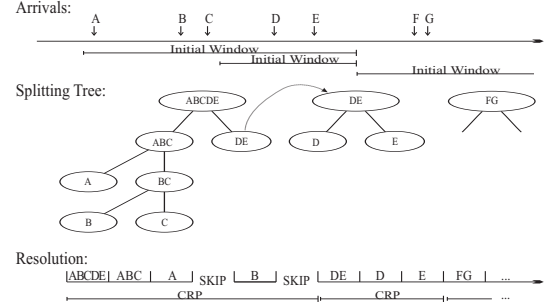 Arrivals:
A B C D E F G
Initial Window
Initial Window
Initial Window
Splitting Tree:
ABCDE DE FG
ABC DE D E
A BC
B C
Resolution:
ABCDE ABC A SKIP B SKIP DE D E FG ...
CRP CRP ...